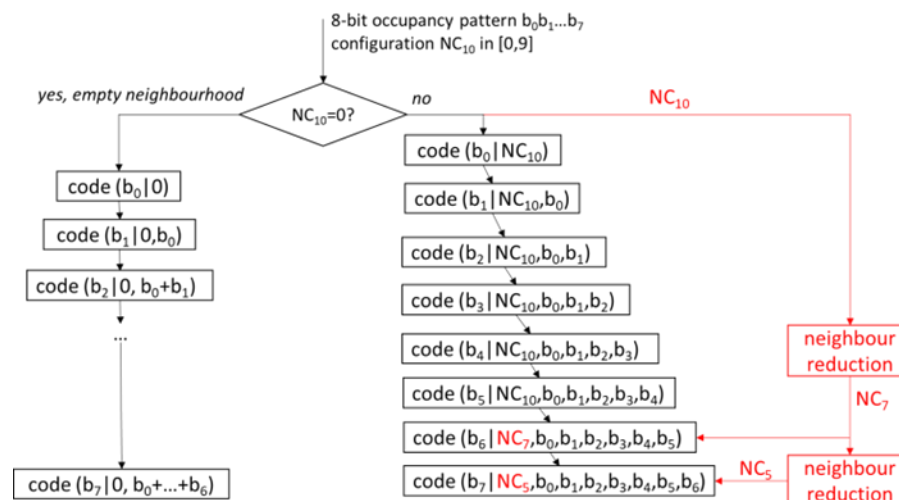 8-bit occupancy pattern b₀b₁...b₇
configuration NC₁₀ in [0,9]
yes, empty neighbourhood
NC₁₀=0?
no
NC₁₀
code (b₀|0)
code (b₁|0,b₀)
code (b₂|0, b₀+b₁)
...
code (b₇|0, b₀+...+b₆)
code (b₀|NC₁₀)
code (b₁|NC₁₀,b₀)
code (b₂|NC₁₀,b₀,b₁)
code (b₃|NC₁₀,b₀,b₁,b₂)
code (b₄|NC₁₀,b₀,b₁,b₂,b₃)
code (b₅|NC₁₀,b₀,b₁,b₂,b₃,b₄)
code (b₆|NC₇,b₀,b₁,b₂,b₃,b₄,b₅)
code (b₇|NC₅,b₀,b₁,b₂,b₃,b₄,b₅,b₆)
neighbour
reduction
NC₇
NC₅
neighbour
reduction